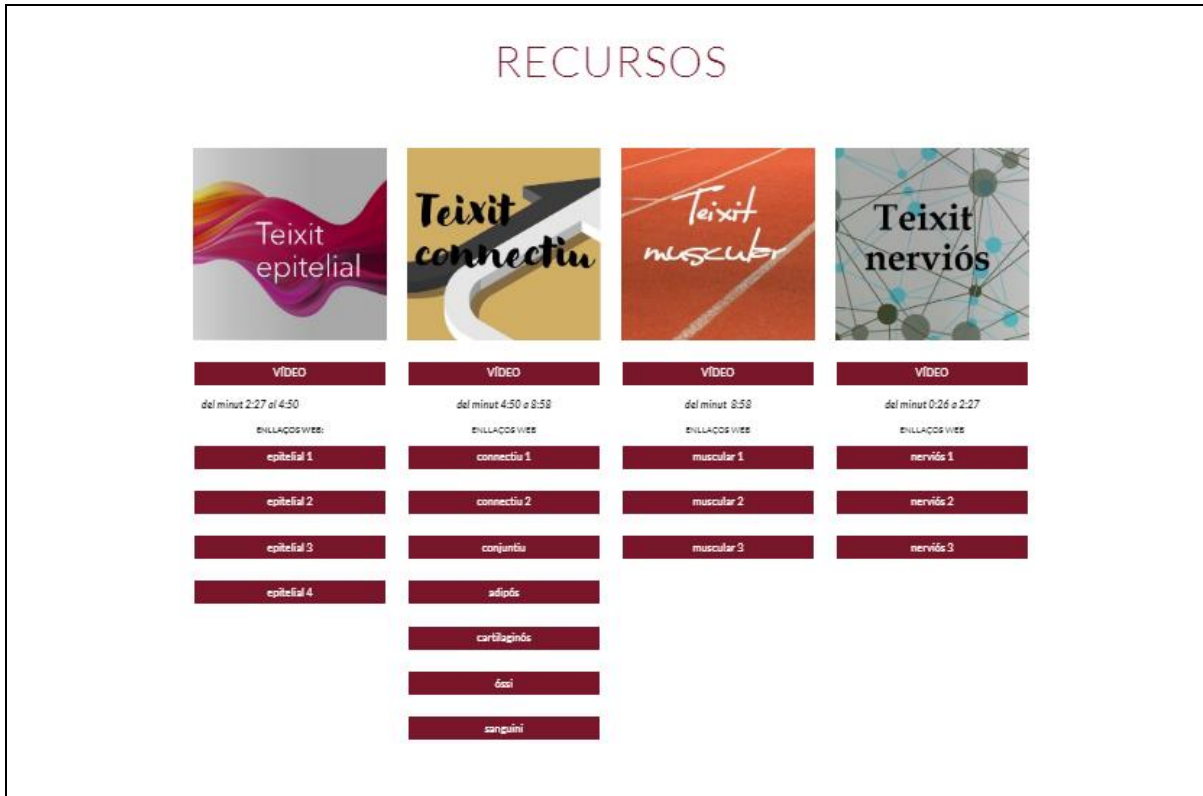 RECURSOS
Teixit
epitelial
VÍDEO
del minut 2:27 al 4:50
ENLLAÇOS WEB:
epitelial 1
epitelial 2
epitelial 3
epitelial 4
Teixit
connectiu
VÍDEO
del minut 4:50 a 8:58
ENLLAÇOS WEB
connectiu 1
connectiu 2
conjuntiu
adipós
cartilaginós
óssi
sanguini
Teixit
muscular
VÍDEO
del minut 8:58
ENLLAÇOS WEB
muscular 1
muscular 2
muscular 3
Teixit
nerviós
VÍDEO
del minut 0:26 a 2:27
ENLLAÇOS WEB
nerviós 1
nerviós 2
nerviós 3